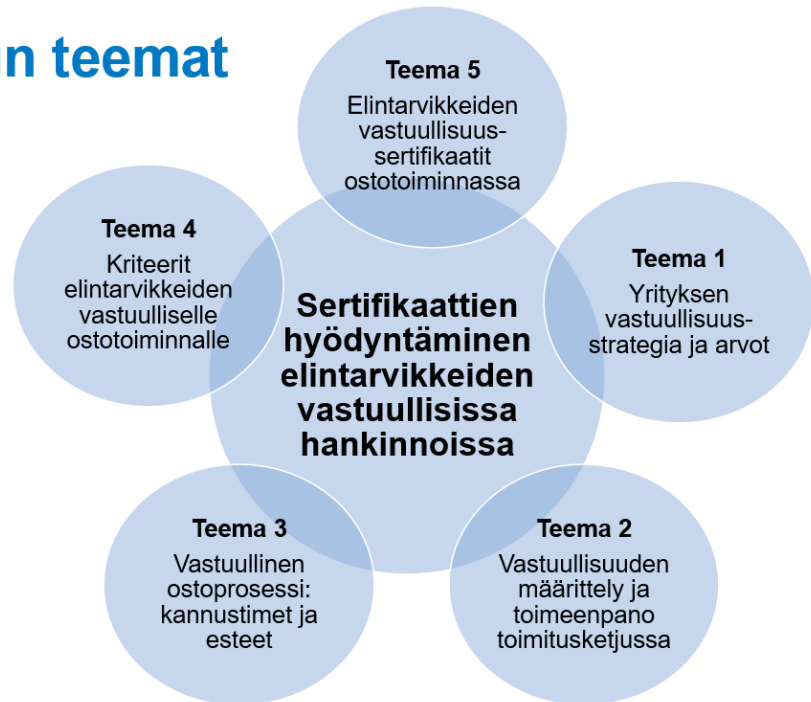 teemat
Teema 5
Elintarvikkeiden
vastuullisuus-
sertifikaatit
ostotoiminnassa
Teema 4
Kriteerit
elintarvikkeiden
vastuulliselle
ostotoiminnalle
Teema 1
Yrityksen
vastuullisuus-
strategia ja arvot
Sertifikaattien
hyödyntäminen
elintarvikkeiden
vastuullisissa
hankinnoissa
Teema 3
Vastuullinen
ostoprosessi:
kannustimet ja
esteet
Teema 2
Vastuullisuuden
määrittely ja
toimeenpano
toimitusketjussa